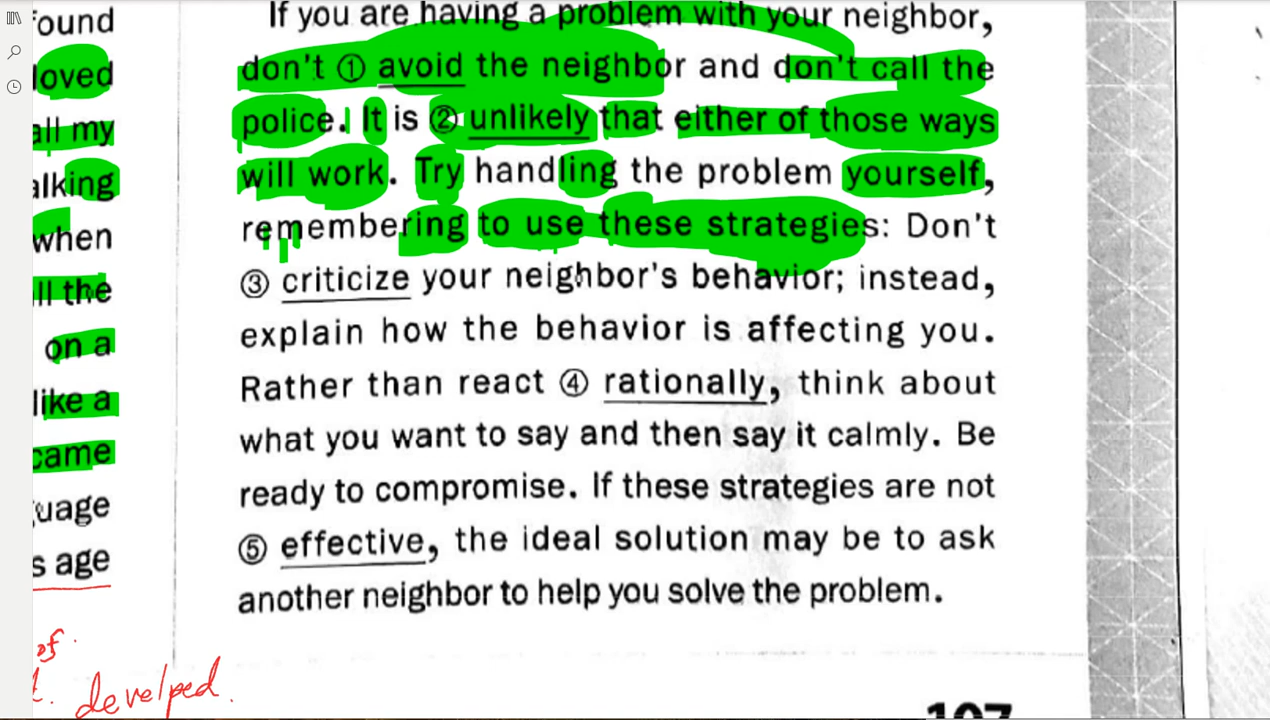 found
loved
all my
alking
when
ll the
on a
like a
came
guage
s age
of
develped.
If you are having a problem with your neighbor,
don't ① avoid the neighbor and don't call the
police. It is ② unlikely that either of those ways
will work. Try handling the problem yourself,
remembering to use these strategies: Don't
③ criticize your neighbor's behavior; instead,
explain how the behavior is affecting you.
Rather than react ④ rationally, think about
what you want to say and then say it calmly. Be
ready to compromise. If these strategies are not
⑤ effective, the ideal solution may be to ask
another neighbor to help you solve the problem.
107